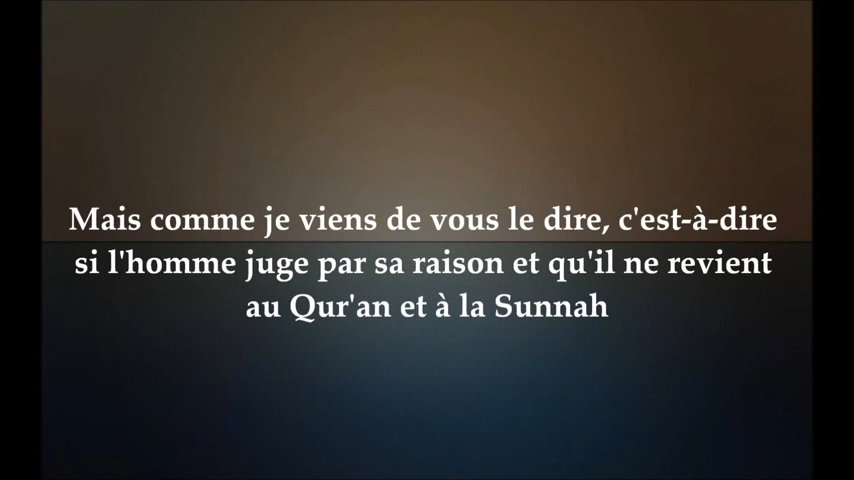 Mais comme je viens de vous le dire, c'est-à-dire
si l'homme juge par sa raison et qu'il ne revient
au Qur'an et à la Sunnah